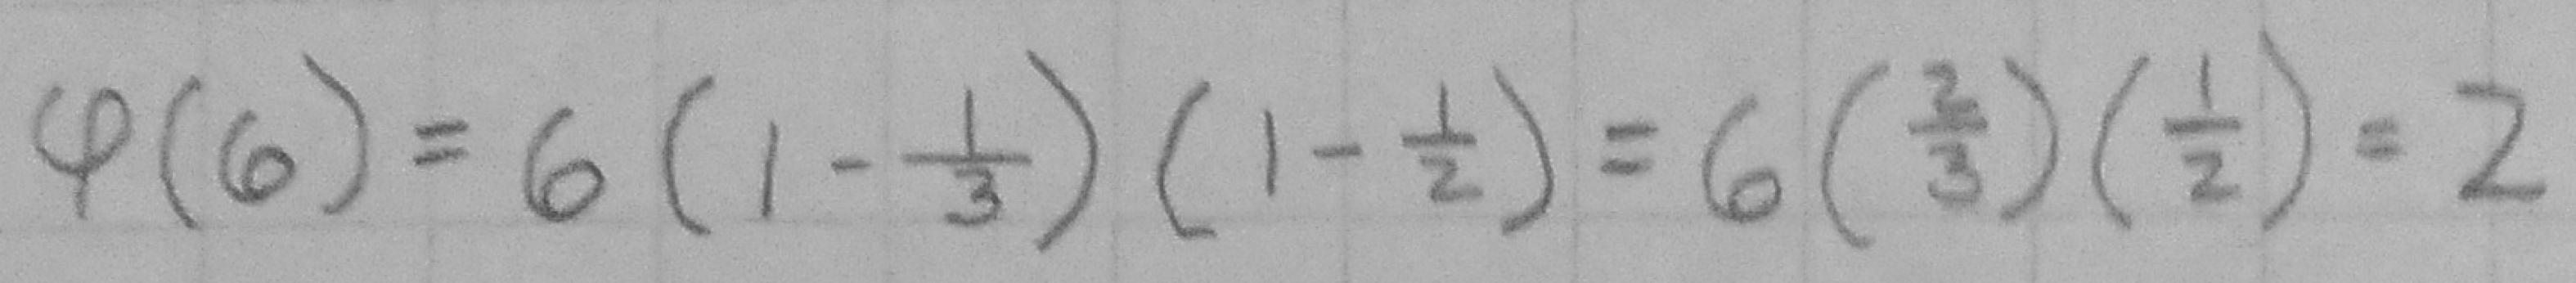 φ(6) = 6 (1 - 1/3) (1 - 1/2) = 6 (2/3) (1/2) = 2